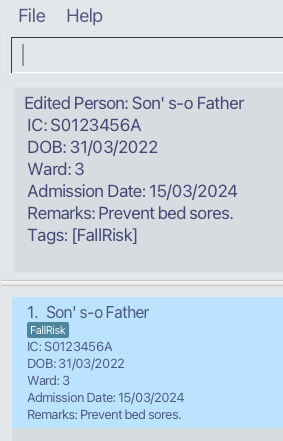 File Help
Edited Person: Son' s-o Father
IC: S0123456A
DOB: 31/03/2022
Ward: 3
Admission Date: 15/03/2024
Remarks: Prevent bed sores.
Tags: [FallRisk]
1. Son' s-o Father
FallRisk
IC: S0123456A
DOB: 31/03/2022
Ward: 3
Admission Date: 15/03/2024
Remarks: Prevent bed sores.